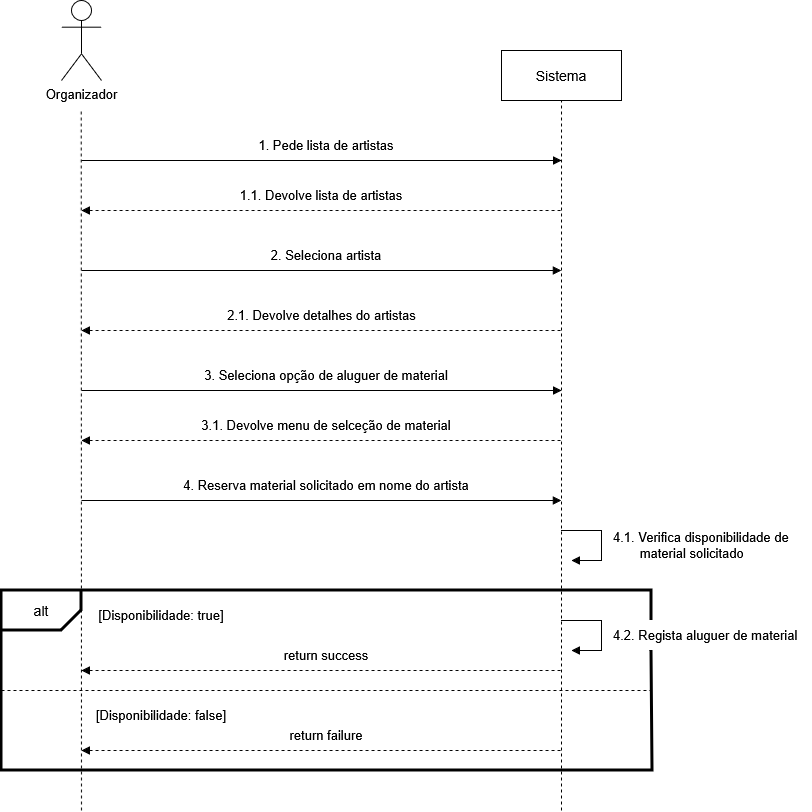 Organizador
Sistema
1. Pede lista de artistas
1.1. Devolve lista de artistas
2. Seleciona artista
2.1. Devolve detalhes do artistas
3. Seleciona opção de aluguer de material
3.1. Devolve menu de selceção de material
4. Reserva material solicitado em nome do artista
4.1. Verifica disponibilidade de
material solicitado
alt
[Disponibilidade: true]
4.2. Regista aluguer de material
return success
[Disponibilidade: false]
return failure